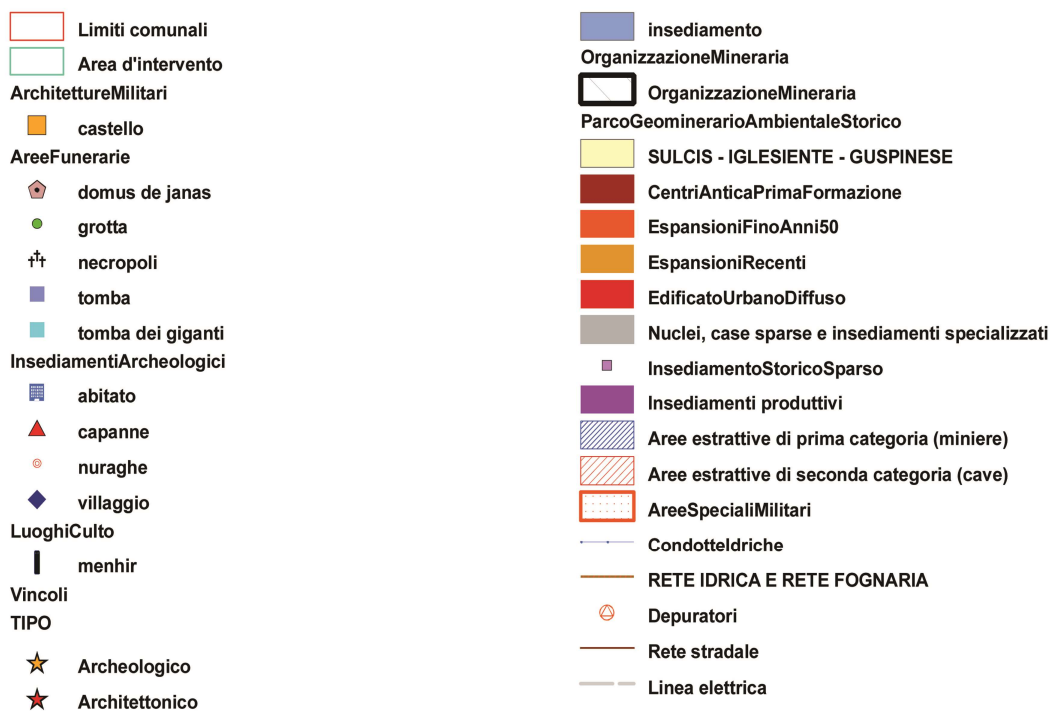 Limiti comunali
Area d'intervento
ArchitettureMilitari
castello
AreeFunerarie
domus de janas
grotta
necropoli
tomba
tomba dei giganti
InsediamentiArcheologici
abitato
capanne
nuraghe
villaggio
LuoghiCulto
menhir
Vincoli
TIPO
Archeologico
Architettonico
insediamento
OrganizzazioneMineraria
OrganizzazioneMineraria
ParcoGeominerarioAmbientaleStorico
SULCIS - IGLESIENTE - GUSPINESE
CentriAnticaPrimaFormazione
EspansioniFinoAnni50
EspansioniRecenti
EdificatoUrbanoDiffuso
Nuclei, case sparse e insediamenti specializzati
InsediamentoStoricoSparso
Insediamenti produttivi
Aree estrattive di prima categoria (miniere)
Aree estrattive di seconda categoria (cave)
AreeSpecialiMilitari
CondotteIdriche
RETE IDRICA E RETE FOGNARIA
Depuratori
Rete stradale
Linea elettrica